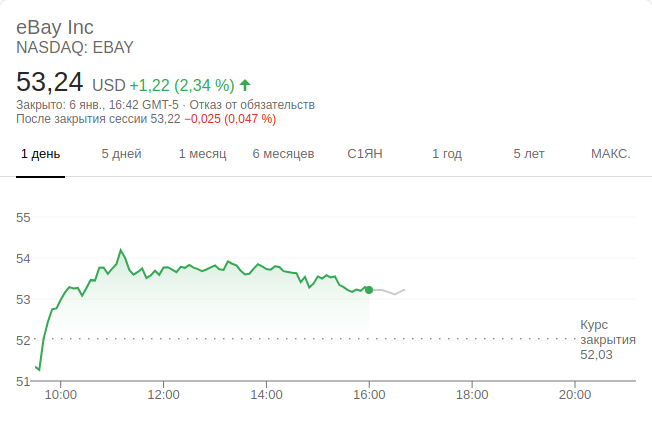 eBay Inc
NASDAQ: EBAY
53,24 USD +1,22 (2,34 %)
Закрыто: 6 янв., 16:42 GMT-5 · Отказ от обязательств
После закрытия сессии 53,22 −0,025 (0,047 %)
1 день 5 дней 1 месяц 6 месяцев С1ЯН 1 год 5 лет МАКС.
55
54
53
52
51
Курс
закрытия
52,03
10:00 12:00 14:00 16:00 18:00 20:00